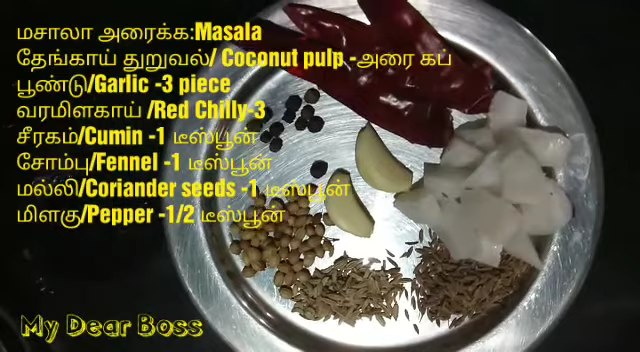 மசாலா அரைக்க:Masala
தேங்காய் துறுவல்/ Coconut pulp -அரை கப்
பூண்டு/Garlic -3 piece
வரமிளகாய் /Red Chilly-3
சீரகம்/Cumin -1 டீஸ்பூன்
சோம்பு/Fennel -1 டீஸ்பூன்
மல்லி/Coriander seeds -1 டீஸ்பூன்
மிளகு/Pepper -1/2 டீஸ்பூன்
My Dear Boss